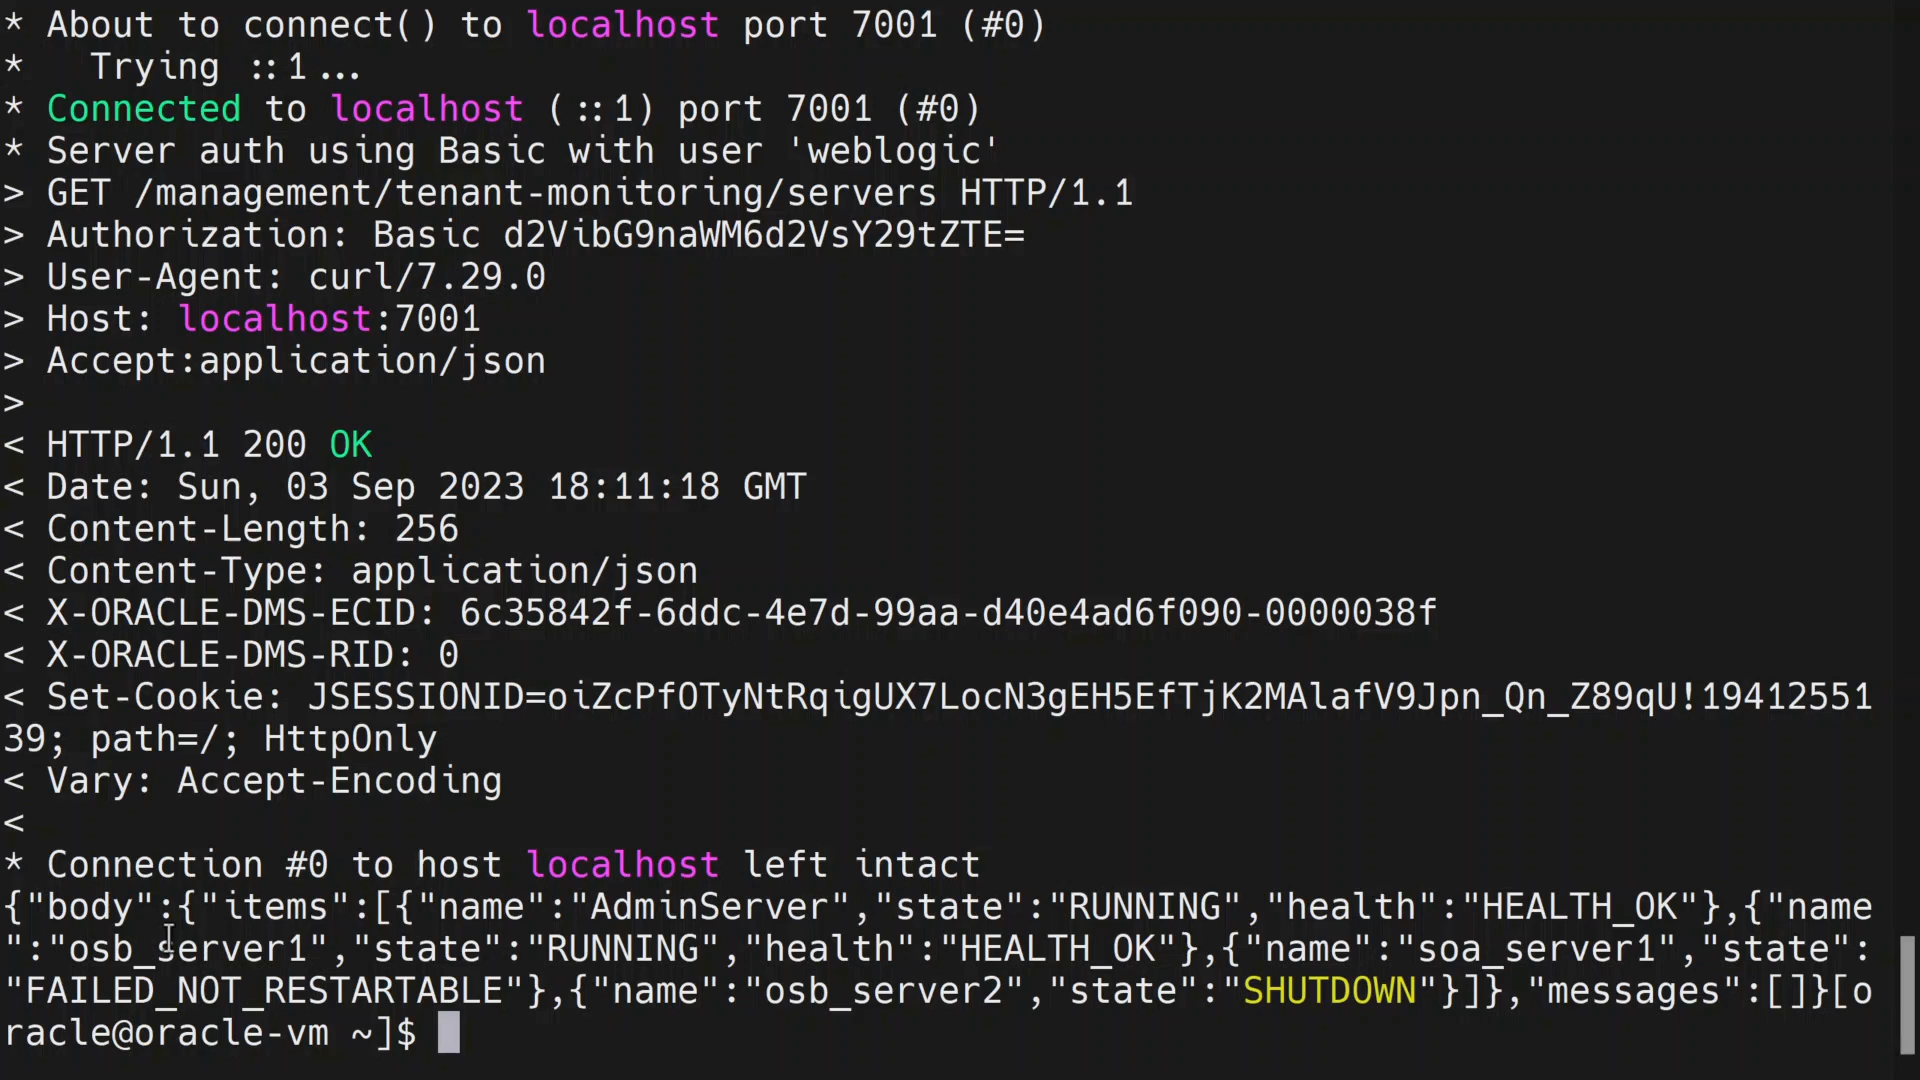 * About to connect() to localhost port 7001 (#0)
*   Trying ::1...
* Connected to localhost (::1) port 7001 (#0)
* Server auth using Basic with user 'weblogic'
> GET /management/tenant-monitoring/servers HTTP/1.1
> Authorization: Basic d2VibG9naWM6d2VsY29tZTE=
> User-Agent: curl/7.29.0
> Host: localhost:7001
> Accept:application/json
>
< HTTP/1.1 200 OK
< Date: Sun, 03 Sep 2023 18:11:18 GMT
< Content-Length: 256
< Content-Type: application/json
< X-ORACLE-DMS-ECID: 6c35842f-6ddc-4e7d-99aa-d40e4ad6f090-0000038f
< X-ORACLE-DMS-RID: 0
< Set-Cookie: JSESSIONID=oiZcPfOTyNtRqigUX7LocN3gEH5EfTjK2MAlafV9Jpn_Qn_Z89qU!19412551
39; path=/; HttpOnly
< Vary: Accept-Encoding
<
* Connection #0 to host localhost left intact
{"body":{"items":[{"name":"AdminServer","state":"RUNNING","health":"HEALTH_OK"},{"name
":"osb_server1","state":"RUNNING","health":"HEALTH_OK"},{"name":"soa_server1","state":
"FAILED_NOT_RESTARTABLE"},{"name":"osb_server2","state":"SHUTDOWN"}]},"messages":[]}[o
racle@oracle-vm ~]$